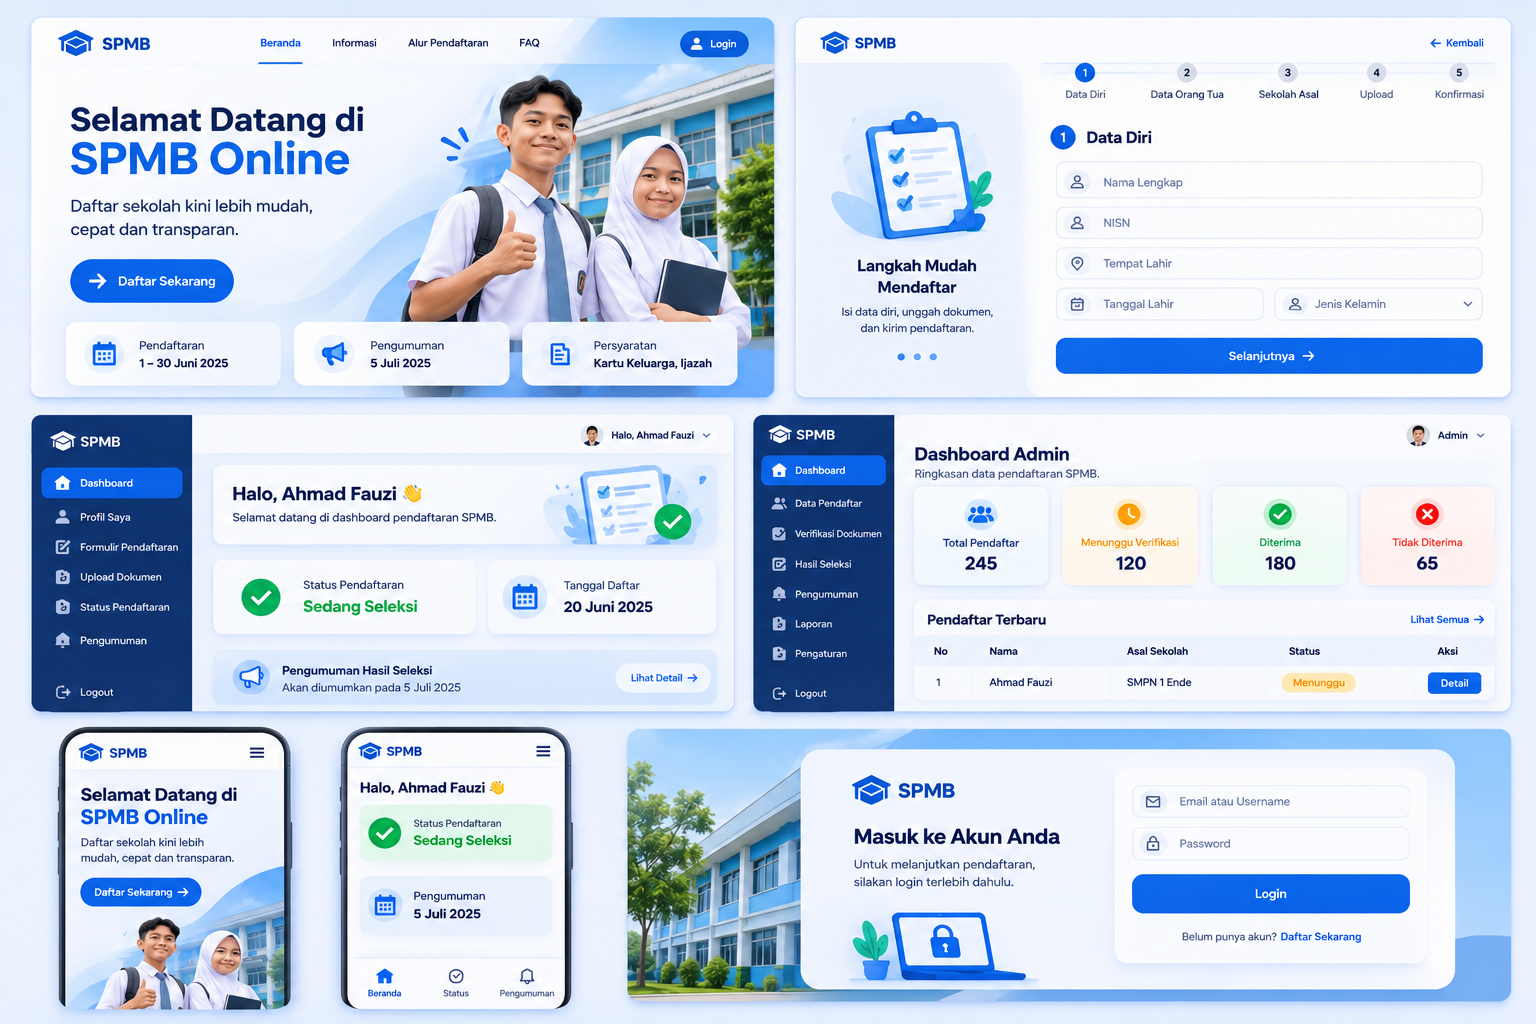 SPMB
Beranda
Informasi
Alur Pendaftaran
FAQ
Login
Selamat Datang di
SPMB Online
Daftar sekolah kini lebih mudah,
cepat dan transparan.
Daftar Sekarang
Pendaftaran
1 – 30 Juni 2025
Pengumuman
5 Juli 2025
Persyaratan
Kartu Keluarga, Ijazah
SPMB
Kembali
1
2
3
4
5
Data Diri
Data Orang Tua
Sekolah Asal
Upload
Konfirmasi
Langkah Mudah
Mendaftar
Isi data diri, unggah dokumen,
dan kirim pendaftaran.
1 Data Diri
Nama Lengkap
NISN
Tempat Lahir
Tanggal Lahir
Jenis Kelamin
Selanjutnya
SPMB
Dashboard
Profil Saya
Formulir Pendaftaran
Upload Dokumen
Status Pendaftaran
Pengumuman
Logout
Halo, Ahmad Fauzi
Halo, Ahmad Fauzi 👋
Selamat datang di dashboard pendaftaran SPMB.
Status Pendaftaran
Sedang Seleksi
Tanggal Daftar
20 Juni 2025
Pengumuman Hasil Seleksi
Akan diumumkan pada 5 Juli 2025
Lihat Detail
SPMB
Dashboard
Data Pendaftar
Verifikasi Dockumen
Hasil Seleksi
Pengumuman
Laporan
Pengaturan
Logout
Admin
Dashboard Admin
Ringkasan data pendaftaran SPMB.
Total Pendaftar
245
Menunggu Verifikasi
120
Diterima
180
Tidak Diterima
65
Pendaftar Terbaru
Lihat Semua
No
Nama
Asal Sekolah
Status
Aksi
1
Ahmad Fauzi
SMPN 1 Ende
Menunggu
Detail
SPMB
Selamat Datang di
SPMB Online
Daftar sekolah kini lebih
mudah, cepat dan transparan.
Daftar Sekarang
SPMB
Halo, Ahmad Fauzi 👋
Status Pendaftaran
Sedang Seleksi
Pengumuman
5 Juli 2025
Beranda
Status
Pengumuman
SPMB
Masuk ke Akun Anda
Untuk melanjutkan pendaftaran,
silakan login terlebih dahulu.
Email atau Username
Password
Login
Belum punya akun? Daftar Sekarang